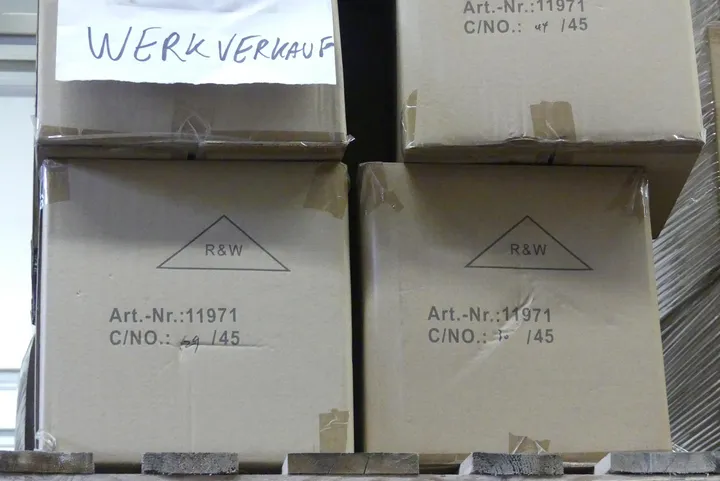 WERKVERKAUF
Art.-Nr.:11971
C/NO.: /45
R&W
Art.-Nr.:11971
C/NO.: /45
R&W
Art.-Nr.:11971
C/NO.: /45